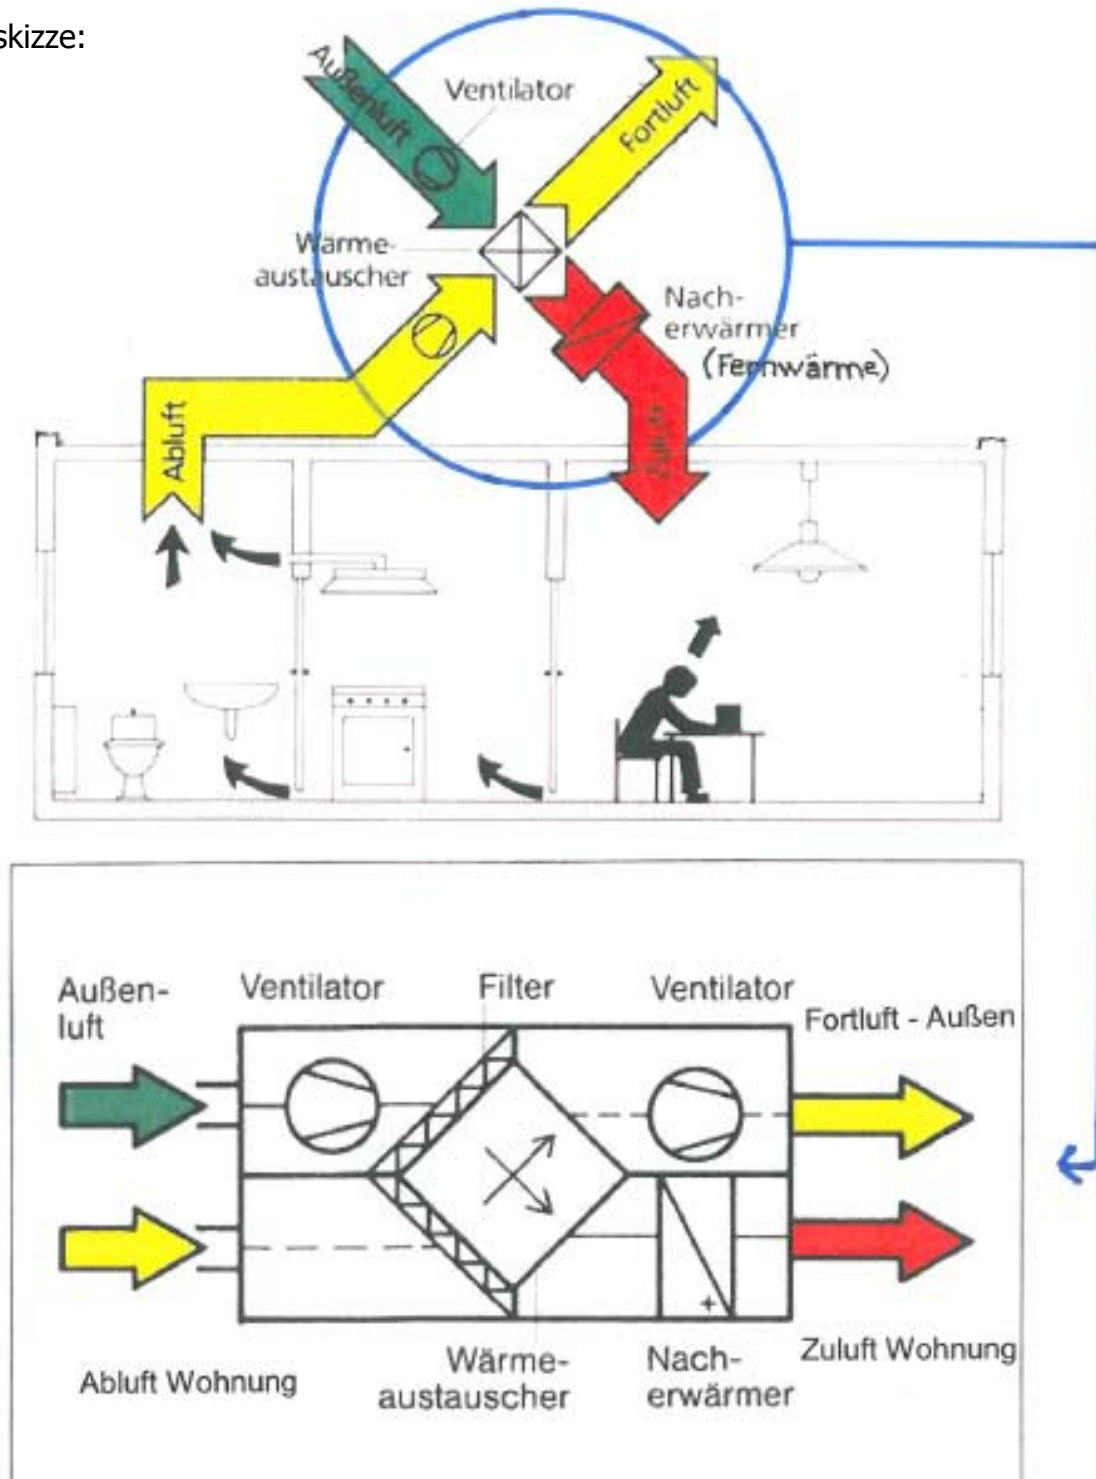 skizze:
Außenluft
Ventilator
Fortluft
Wärme-
austauscher
Nach-
erwärmer
(Fernwärme)
Abluft
Zuluft
Außen-
luft
Ventilator
Filter
Ventilator
Fortluft - Außen
+
Abluft Wohnung
Wärme-
austauscher
Nach-
erwärmer
Zuluft Wohnung